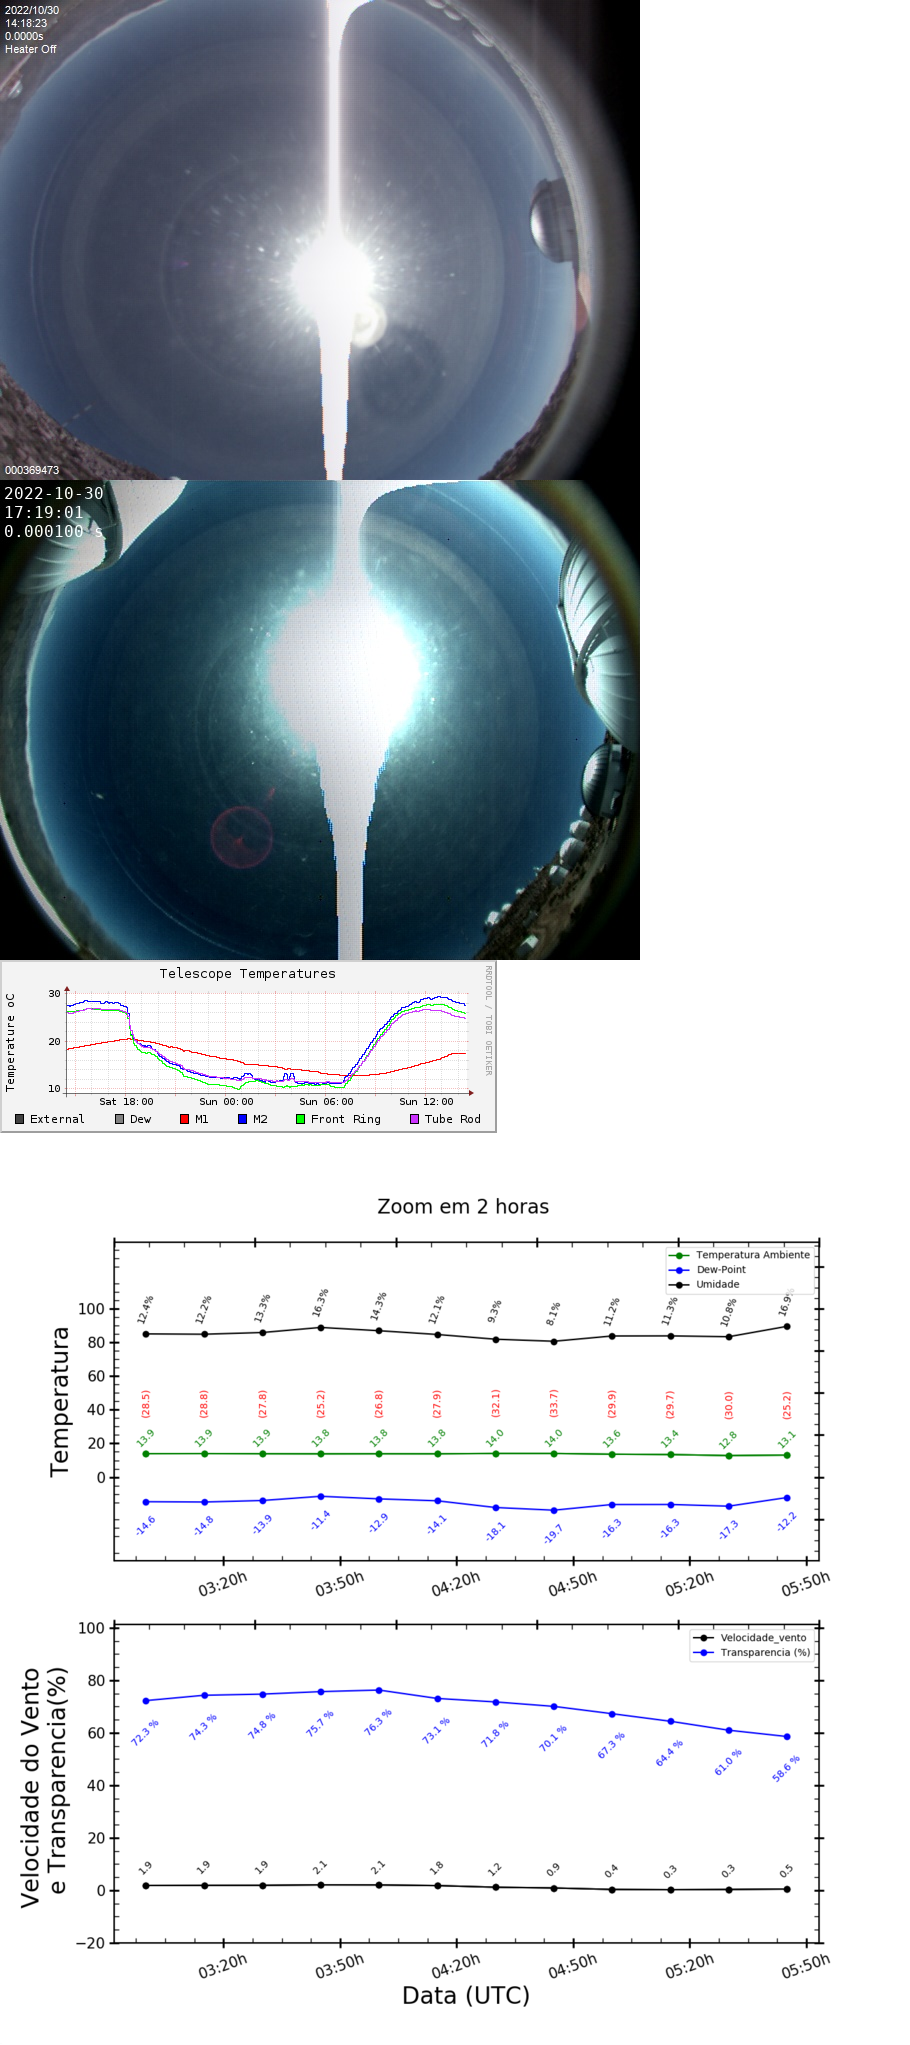 2022/10/30
14:18:23
0.0000s
Heater Off
000369473
2022-10-30
17:19:01
0.000100 s
Telescope Temperatures
Temperature oC
30
20
10
Sat 18:00 Sun 00:00 Sun 06:00 Sun 12:00
External Dew M1 M2 Front Ring Tube Rod
RRDTOOL / TOBI OETIKER
Zoom em 2 horas
Temperatura Ambiente
Dew-Point
Umidade
Temperatura
100
80
60
40
20
0
12.4% 12.2% 13.3% 16.3% 14.3% 12.1% 9.3% 8.1% 11.2% 11.3% 10.8% 16.9%
(28.5) (28.8) (27.8) (25.2) (26.8) (27.9) (32.1) (33.7) (29.9) (29.7) (30.0) (25.2)
13.9 13.9 13.9 13.8 13.8 13.8 14.0 14.0 13.6 13.4 12.8 13.1
-14.6 -14.8 -13.9 -11.4 -12.9 -14.1 -18.1 -19.7 -16.3 -16.3 -17.3 -12.2
03:20h 03:50h 04:20h 04:50h 05:20h 05:50h
Velocidade_vento
Transparencia (%)
Velocidade do Vento
e Transparencia(%)
100
80
60
40
20
0
−20
72.3 % 74.3 % 74.8 % 75.7 % 76.3 % 73.1 % 71.8 % 70.1 % 67.3 % 64.4 % 61.0 % 58.6 %
1.9 1.9 1.9 2.1 2.1 1.8 1.2 0.9 0.4 0.3 0.3 0.5
03:20h 03:50h 04:20h 04:50h 05:20h 05:50h
Data (UTC)